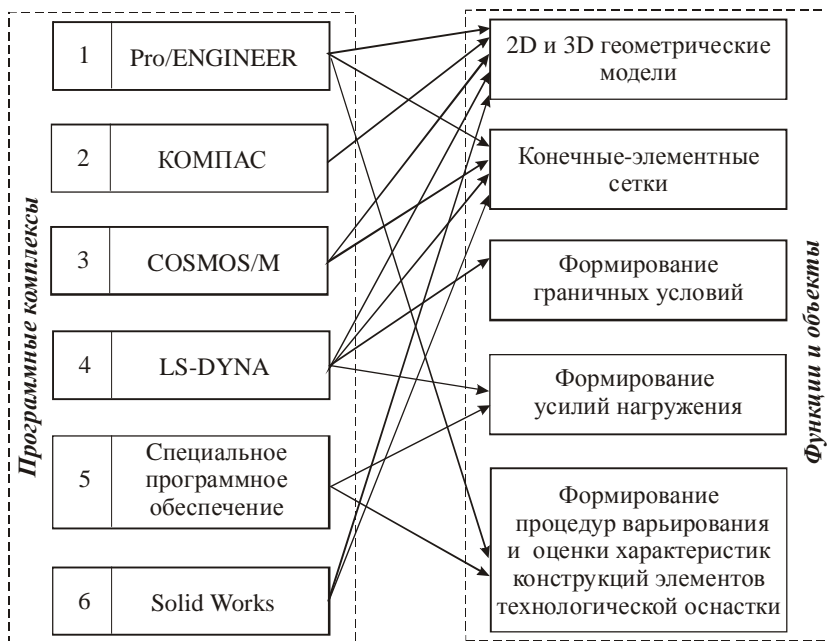 Программные комплексы
1 Pro/ENGINEER
2 КОМПАС
3 COSMOS/M
4 LS-DYNA
5 Специальное
программное
обеспечение
6 Solid Works
2D и 3D геометрические
модели
Конечные-элементные
сетки
Формирование
граничных условий
Формирование
усилий нагружения
Формирование
процедур варьирования
и оценки характеристик
конструкций элементов
технологической оснастки
Функции и объекты